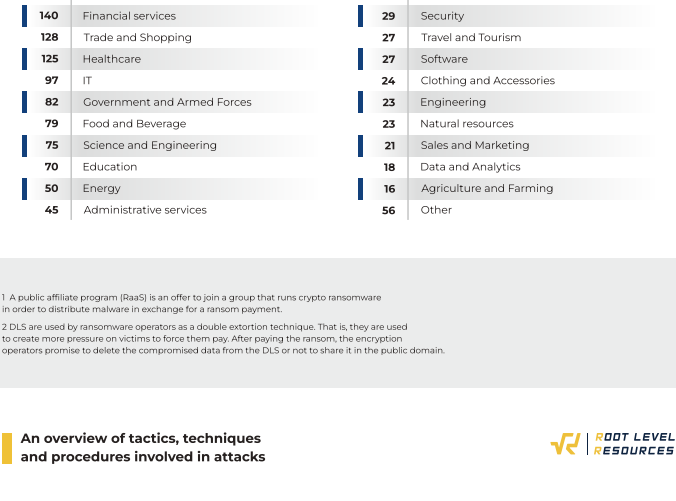 140 Financial services
128 Trade and Shopping
125 Healthcare
97 IT
82 Government and Armed Forces
79 Food and Beverage
75 Science and Engineering
70 Education
50 Energy
45 Administrative services
29 Security
27 Travel and Tourism
27 Software
24 Clothing and Accessories
23 Engineering
23 Natural resources
21 Sales and Marketing
18 Data and Analytics
16 Agriculture and Farming
56 Other
1 A public affiliate program (RaaS) is an offer to join a group that runs crypto ransomware
in order to distribute malware in exchange for a ransom payment.
2 DLS are used by ransomware operators as a double extortion technique. That is, they are used
to create more pressure on victims to force them pay. After paying the ransom, the encryption
operators promise to delete the compromised data from the DLS or not to share it in the public domain.
An overview of tactics, techniques
and procedures involved in attacks
ROOT LEVEL
RESOURCES